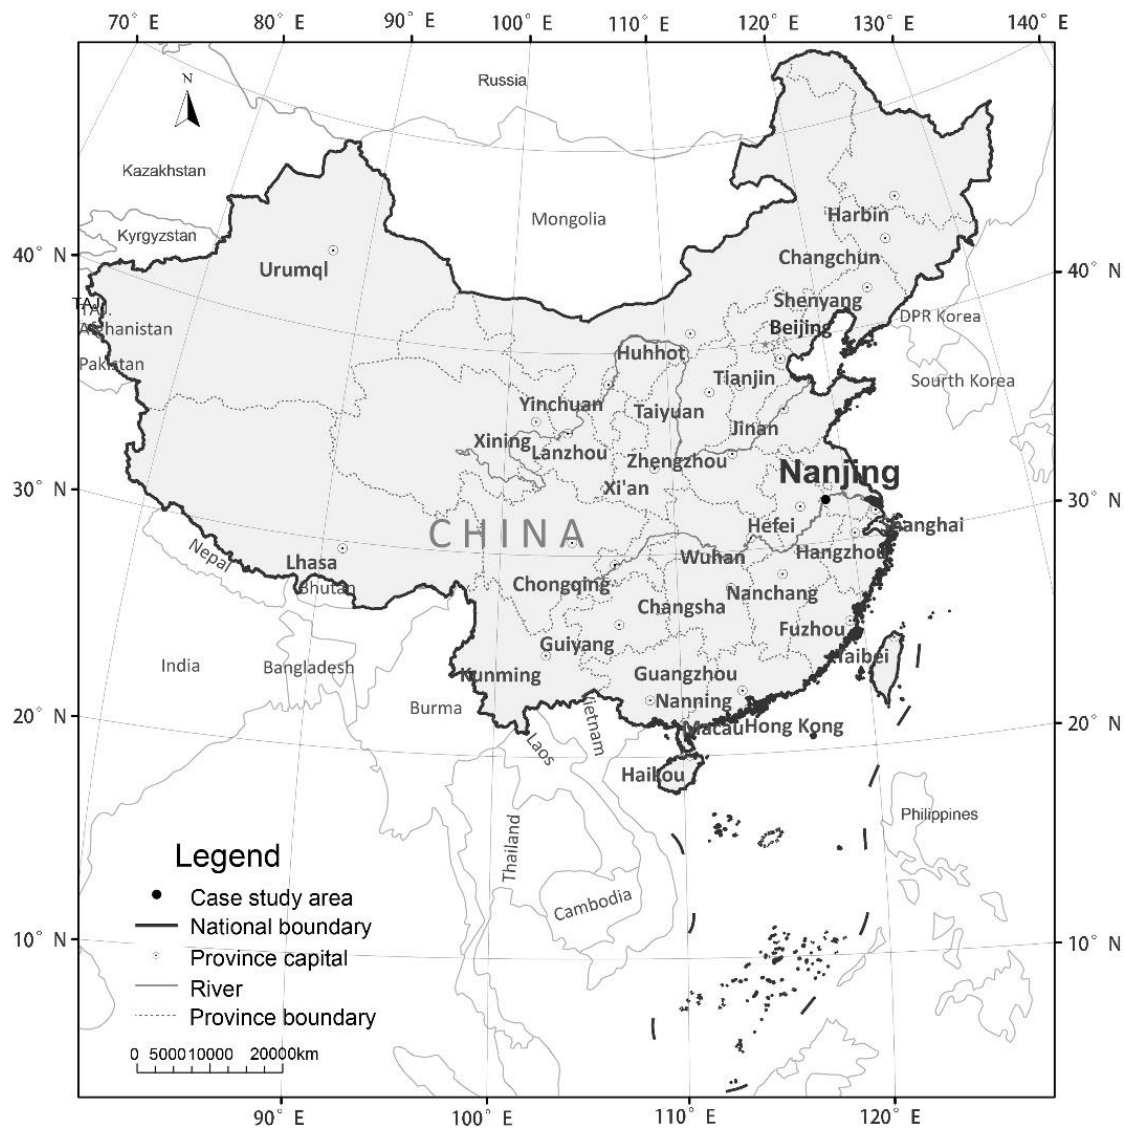 70° E 80° E 90° E 100° E 110° E 120° E 130° E 140° E
N
Russia
Kazakhstan
Mongolia
Kyrgyzstan
Harbin
40° N
40° N
Changchun
Urumql
Shenyang
TAJ.
Afghanistan
DPR Korea
Beijing
Huhhot
Pakistan
Tianjin
Sourth Korea
Yinchuan
Taiyuan
Jinan
Xining
Lanzhou
Zhengzhou
Nanjing
30° N
Xi'an
30° N
CHINA
Hefei
Shanghai
Nepal
Lhasa
Wuhan
Hangzhou
Bhutan
Chongqing
Nanchang
Changsha
Fuzhou
Guiyang
Taibei
India
Bangladesh
Kunming
Guangzhou
Nanning
Burma
20° N
Vietnam
Macau
Hong Kong
20° N
Laos
Haikou
Philippines
Thailand
Legend
Case study area
Cambodia
National boundary
10° N
10° N
Province capital
River
Province boundary
0 5000 10000 20000km
90° E 100° E 110° E 120° E